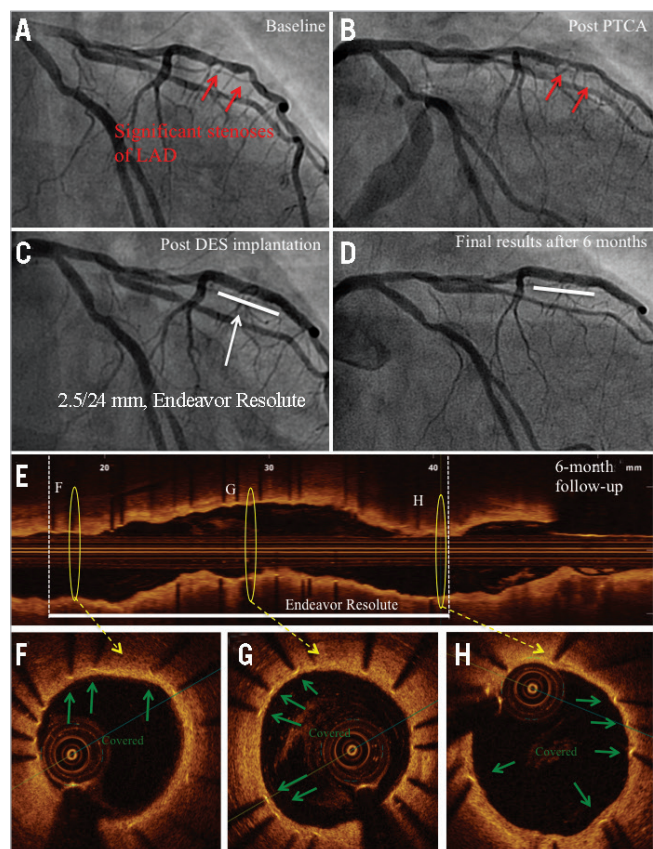 A
Baseline
Significant stenoses
of LAD
B
Post PTCA
C
Post DES implantation
2.5/24 mm, Endeavor Resolute
D
Final results after 6 months
E
20
30
40
mm
6-month
follow-up
F
G
H
Endeavor Resolute
F
Covered
G
Covered
H
Covered